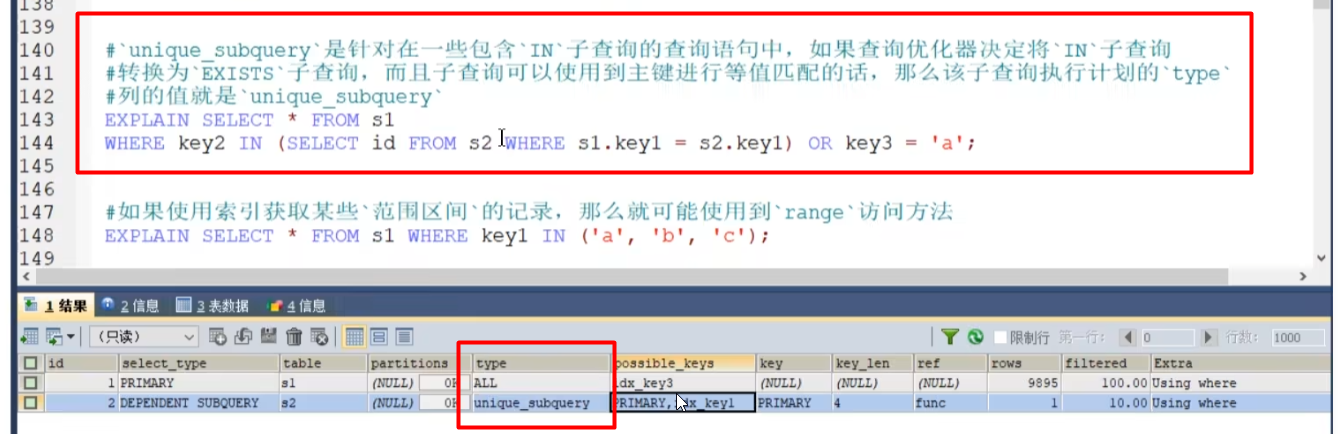 138
139
140 #`unique_subquery`是针对在一些包含`IN`子查询的查询语句中，如果查询优化器决定将`IN`子查询
141 #转换为`EXISTS`子查询，而且子查询可以使用到主键进行等值匹配的话，那么该子查询执行计划的`type`
142 #列的值就是`unique_subquery`
143 EXPLAIN SELECT * FROM s1
144 WHERE key2 IN (SELECT id FROM s2 WHERE s1.key1 = s2.key1) OR key3 = 'a';
145
146
147 #如果使用索引获取某些`范围区间`的记录，那么就可能使用到`range`访问方法
148 EXPLAIN SELECT * FROM s1 WHERE key1 IN ('a', 'b', 'c');
149
1 结果 2 信息 3 表数据 4 信息
（只读） 限制行 第一行： 0 行数： 1000
id select_type table partitions type possible_keys key key_len ref rows filtered Extra
1 PRIMARY s1 (NULL) ALL idx_key3 (NULL) (NULL) (NULL) 9895 100.00 Using where
2 DEPENDENT SUBQUERY s2 (NULL) unique_subquery PRIMARY,idx_key1 PRIMARY 4 func 1 10.00 Using where